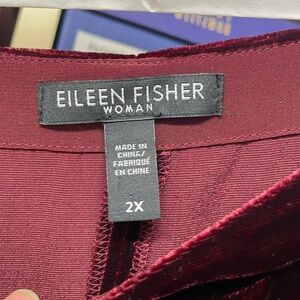 EILEEN FISHER
WOMAN
MADE IN
CHINA/
FABRIQUÉ
EN CHINE
2X